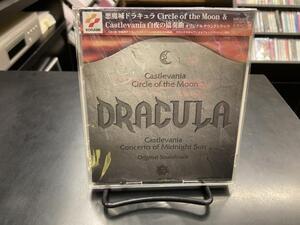 KONAMI
悪魔城ドラキュラ Circle of the Moon &
Castlevania 白夜の協奏曲 オリジナルサウンドトラック
Castlevania
Circle of the Moon
DRACULA
Castlevania
Concerto of Midnight Sun
Original Soundtrack